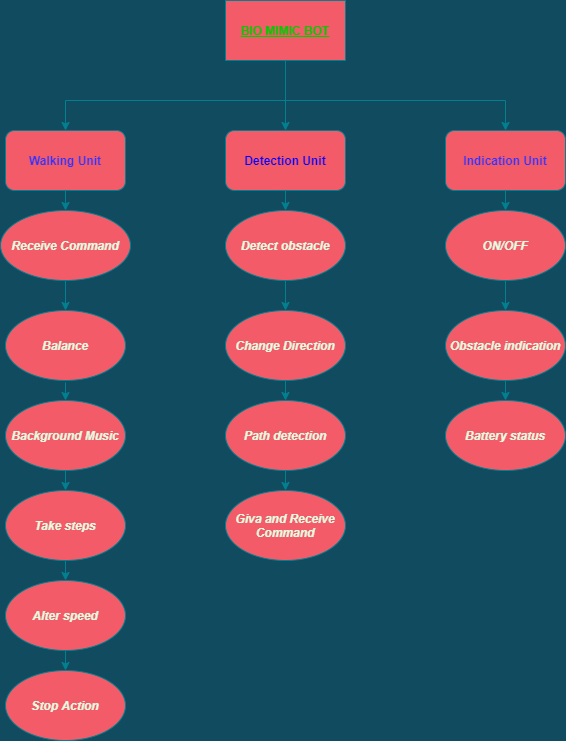 BIO MIMIC BOT
Walking Unit
Detection Unit
Indication Unit
Receive Command
Detect obstacle
ON/OFF
Balance
Change Direction
Obstacle indication
Background Music
Path detection
Battery status
Take steps
Giva and Receive
Command
Alter speed
Stop Action